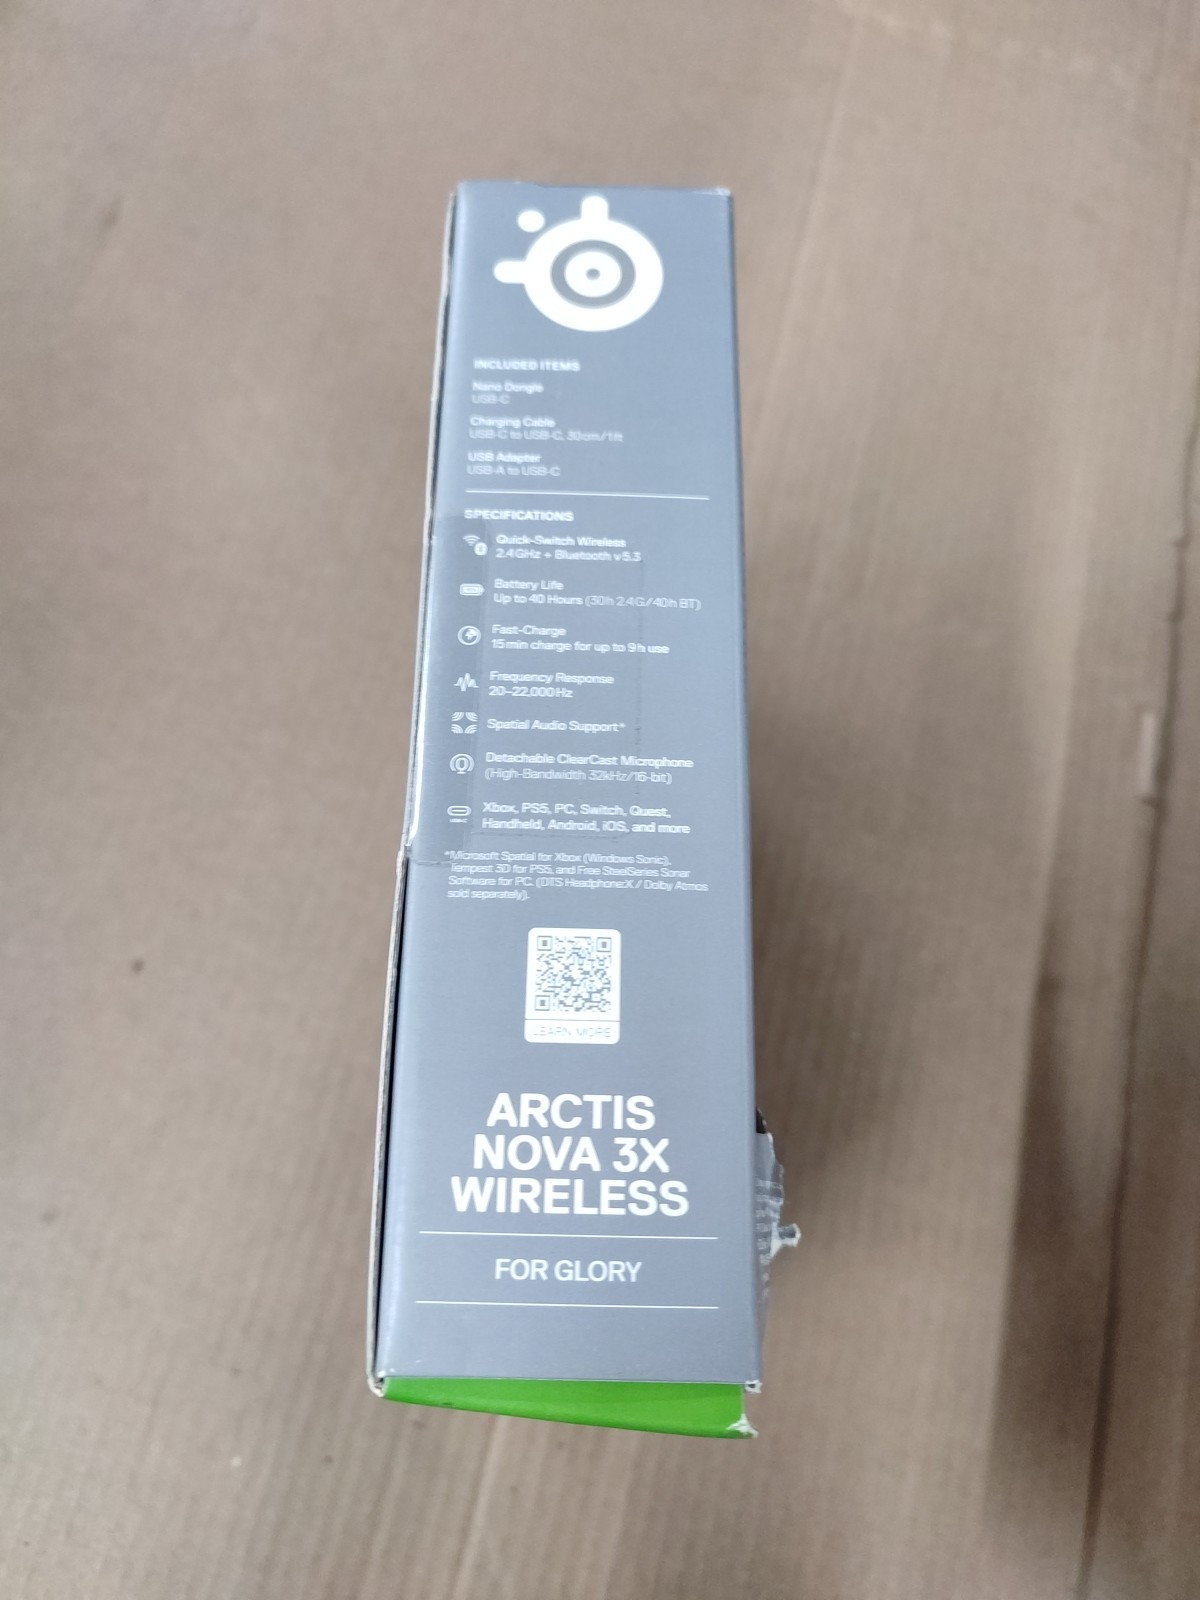 INCLUDED ITEMS
Nano Dongle
USB-C
Charging Cable
USB-C to USB-C, 30cm/1ft
USB Adapter
USB-A to USB-C
SPECIFICATIONS
Quick-Switch Wireless
2.4GHz + Bluetooth v5.3
Battery Life
Up to 40 Hours (30h 2.4G/40h BT)
Fast-Charge
15min charge for up to 9h use
Frequency Response
20–22,000Hz
Spatial Audio Support*
Detachable ClearCast Microphone
(High-Bandwidth 32kHz/16-bit)
Xbox, PS5, PC, Switch, Quest,
Handheld, Android, iOS, and more
*Microsoft Spatial for Xbox (Windows Sonic),
Tempest 3D for PS5, and Free SteelSeries Sonar
Software for PC. (DTS Headphone:X / Dolby Atmos
sold separately).
LEARN MORE
ARCTIS
NOVA 3X
WIRELESS
FOR GLORY